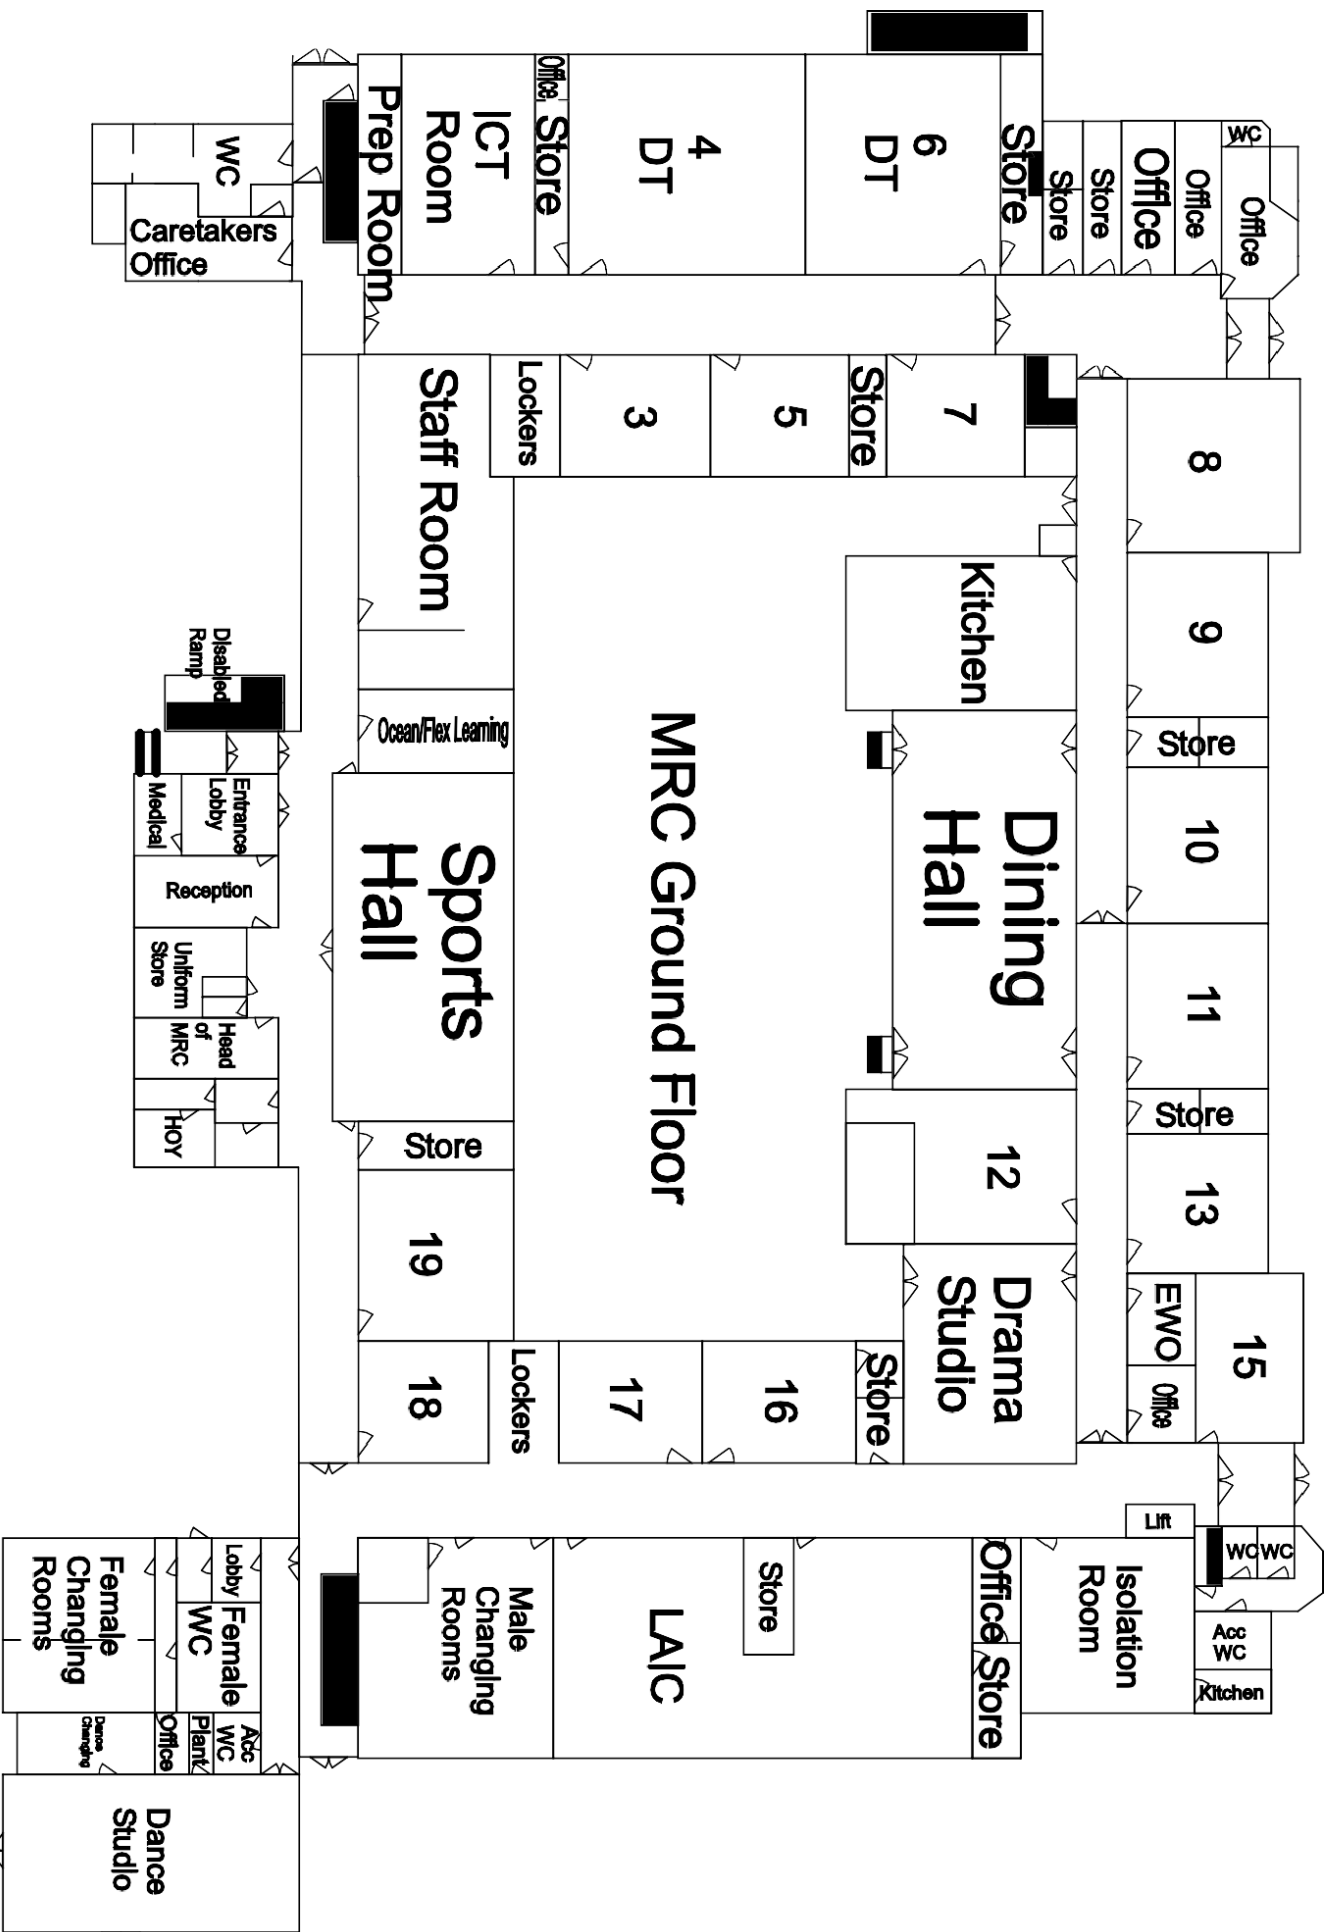 WC
Office
Office
Office
Store
Store
Store
6
DT
4
DT
Office
Store
ICT
Room
Prep Room
WC
Caretakers
Office
8
7
Store
5
3
Lockers
Staff Room
Kitchen
9
Store
Disabled
Ramp
Ocean/Flex Learning
MRC Ground Floor
Dining
Hall
10
Entrance
Lobby
Medical
Reception
Sports
Hall
11
Uniform
Store
Head
of
MRC
HOY
Store
12
Store
13
19
Drama
Studio
EWO
15
Office
18
Lockers
17
16
Store
Lift
WC
WC
Acc
WC
Kitchen
Isolation
Room
Office
Store
Store
LAIC
Male
Changing
Rooms
Lobby
Female
WC
Female
Changing
Rooms
Acc
WC
Plant
Office
Dance
Changing
Dance
Studio